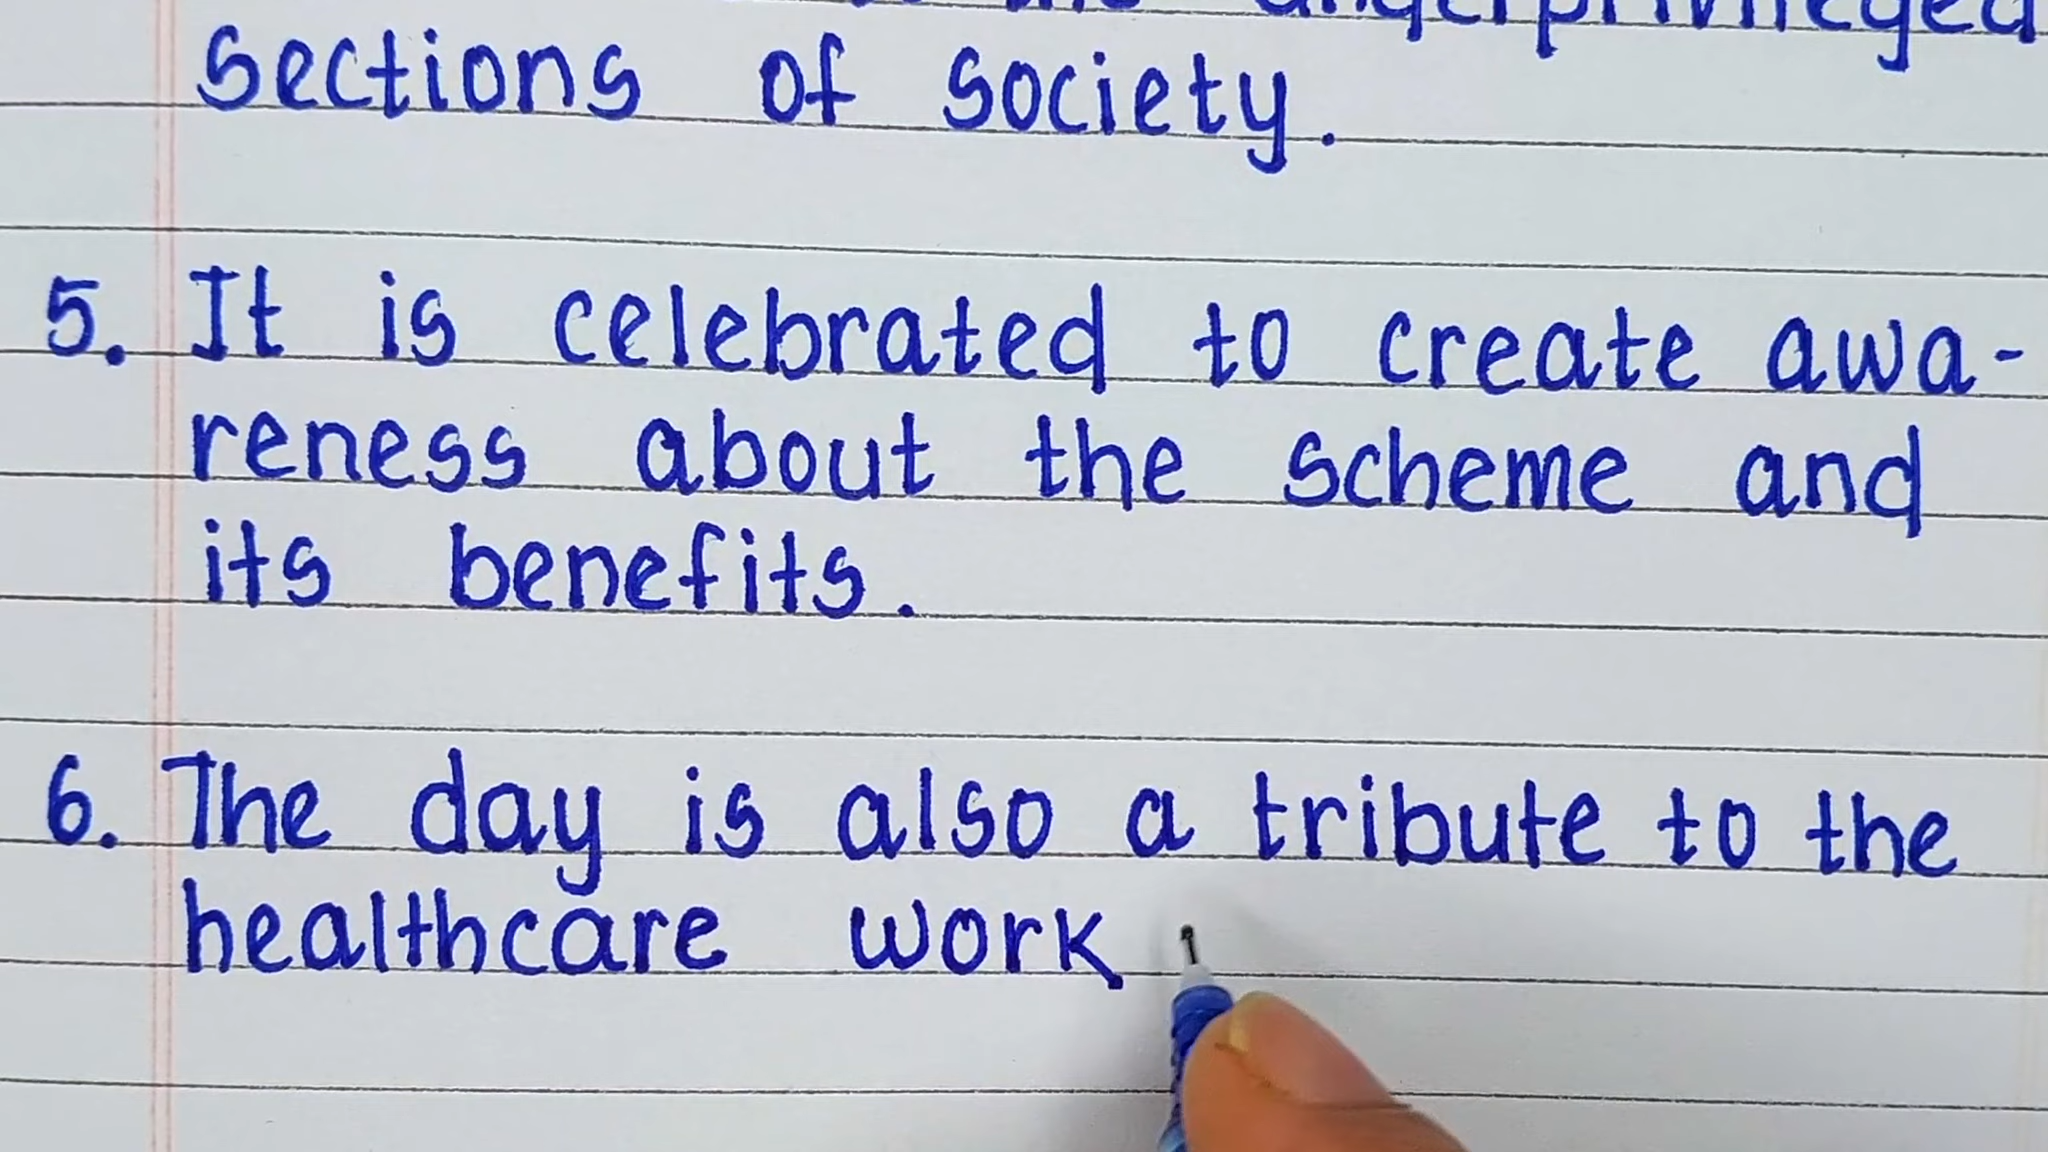 underprivileged
sections of society.
5. It is celebrated to create awa-
reness about the scheme and
its benefits.
6. The day is also a tribute to the
healthcare work